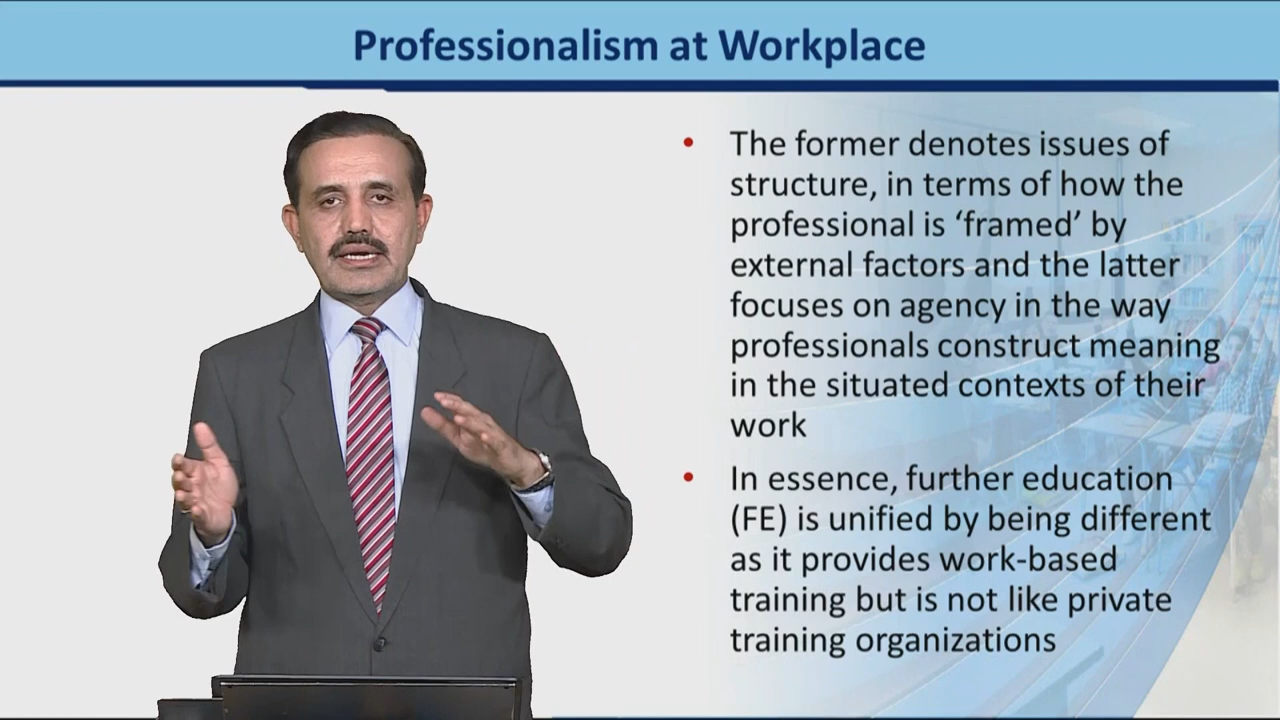 Professionalism at Workplace
• The former denotes issues of
structure, in terms of how the
professional is ‘framed’ by
external factors and the latter
focuses on agency in the way
professionals construct meaning
in the situated contexts of their
work
• In essence, further education
(FE) is unified by being different
as it provides work-based
training but is not like private
training organizations